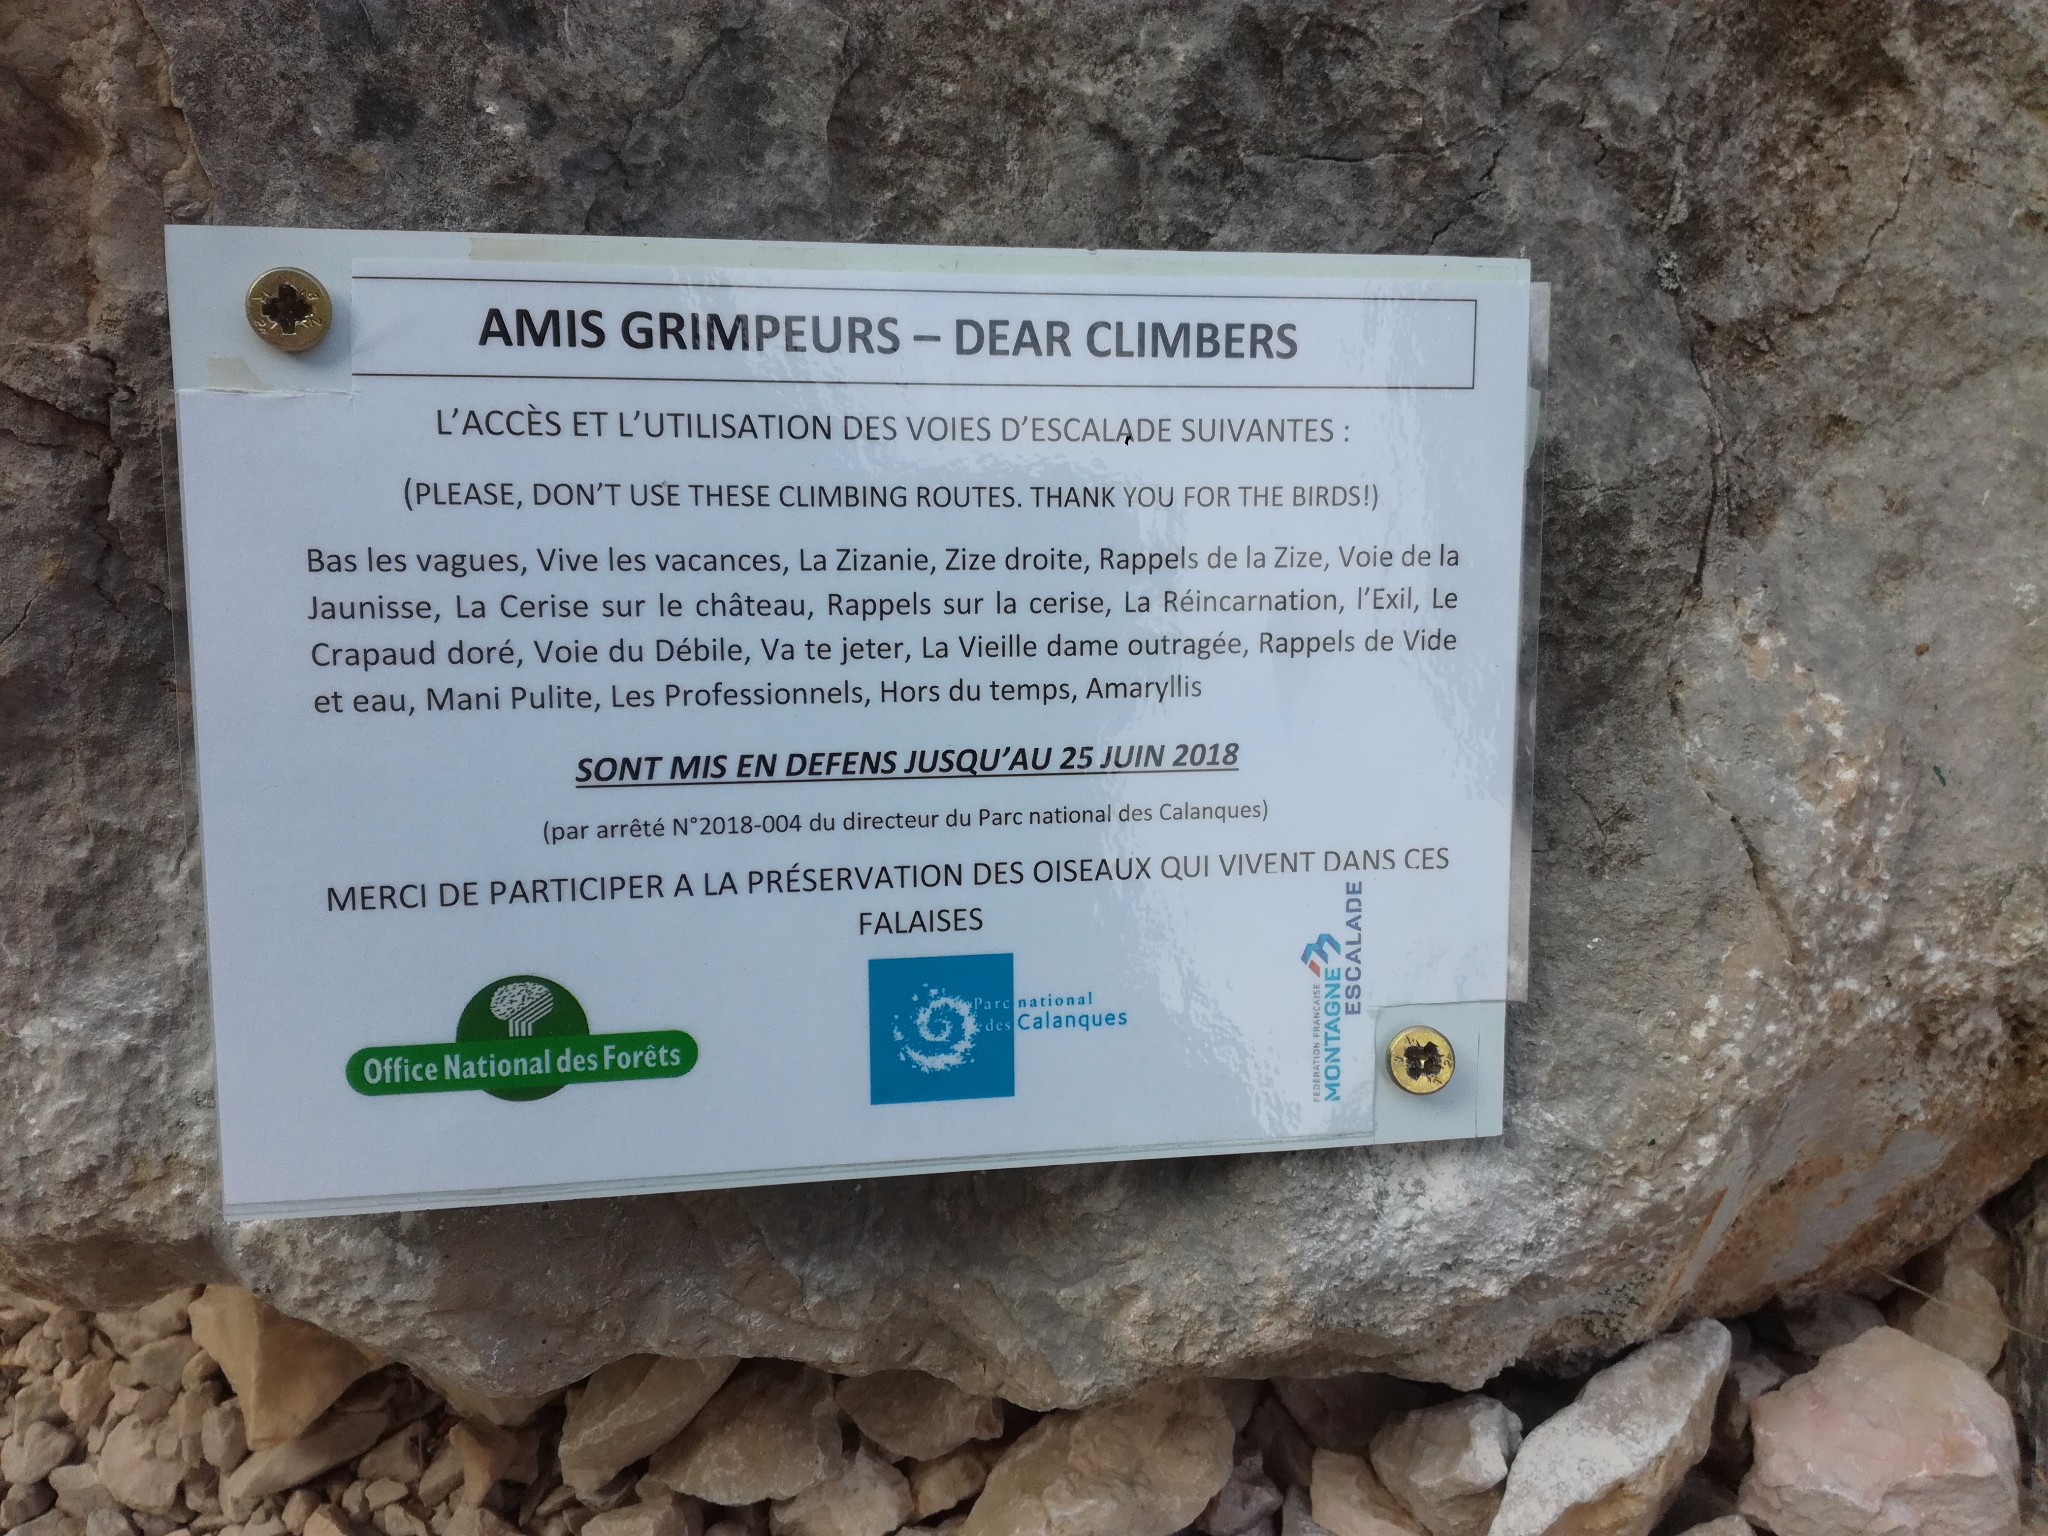 AMIS GRIMPEURS – DEAR CLIMBERS
L'ACCÈS ET L'UTILISATION DES VOIES D'ESCALADE SUIVANTES :
(PLEASE, DON'T USE THESE CLIMBING ROUTES. THANK YOU FOR THE BIRDS!)
Bas les vagues, Vive les vacances, La Zizanie, Zize droite, Rappels de la Zize, Voie de la
Jaunisse, La Cerise sur le château, Rappels sur la cerise, La Réincarnation, l'Exil, Le
Crapaud doré, Voie du Débile, Va te jeter, La Vieille dame outragée, Rappels de Vide
et eau, Mani Pulite, Les Professionnels, Hors du temps, Amaryllis
SONT MIS EN DEFENS JUSQU'AU 25 JUIN 2018
(par arrêté N°2018-004 du directeur du Parc national des Calanques)
MERCI DE PARTICIPER A LA PRÉSERVATION DES OISEAUX QUI VIVENT DANS CES
FALAISES
Office National des Forêts
Parc national
des Calanques
FEDERATION FRANCAISE
MONTAGNE
ESCALADE